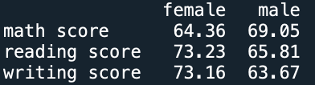 female male
math score 64.36 69.05
reading score 73.23 65.81
writing score 73.16 63.67